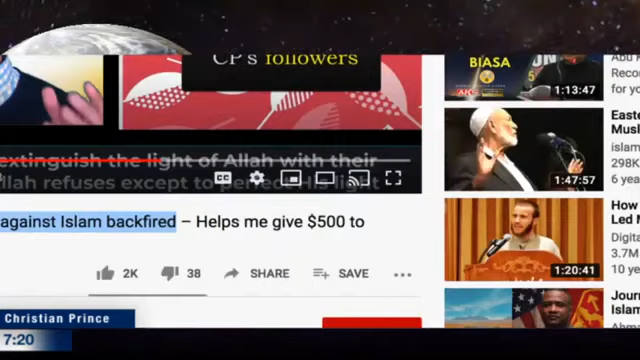 CP's followers
extinguish the light of Allah with their
Allah refuses except to perfect His light
against Islam backfired – Helps me give $500 to
2K
38
SHARE
SAVE
BIASA
1:13:47
Abu
Recor
for yo
Easte
Musl
islam
298K
6 yea
1:47:57
How
Led M
Digita
3.7M
10 ye
1:20:41
Journ
Islam
Christian Prince
7:20